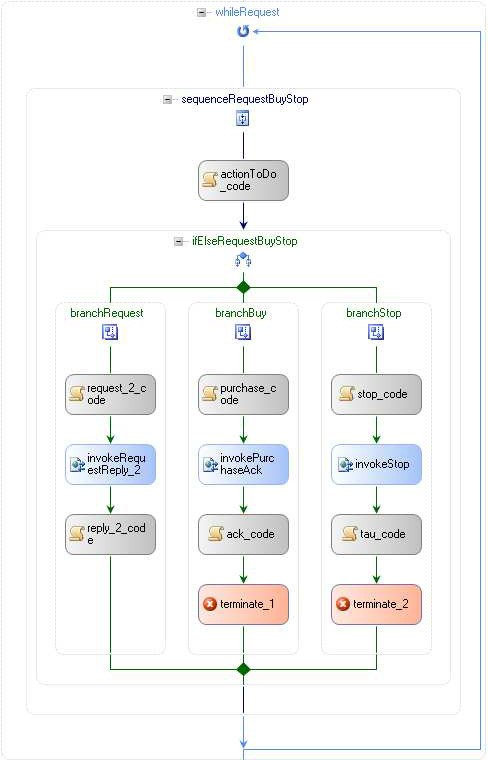 whileRequest
sequenceRequestBuyStop
actionToDo
_code
ifElseRequestBuyStop
branchRequest
branchBuy
branchStop
request_2_c
ode
purchase_c
ode
stop_code
invokeRequ
estReply_2
invokePurc
haseAck
invokeStop
reply_2_cod
e
ack_code
tau_code
terminate_1
terminate_2